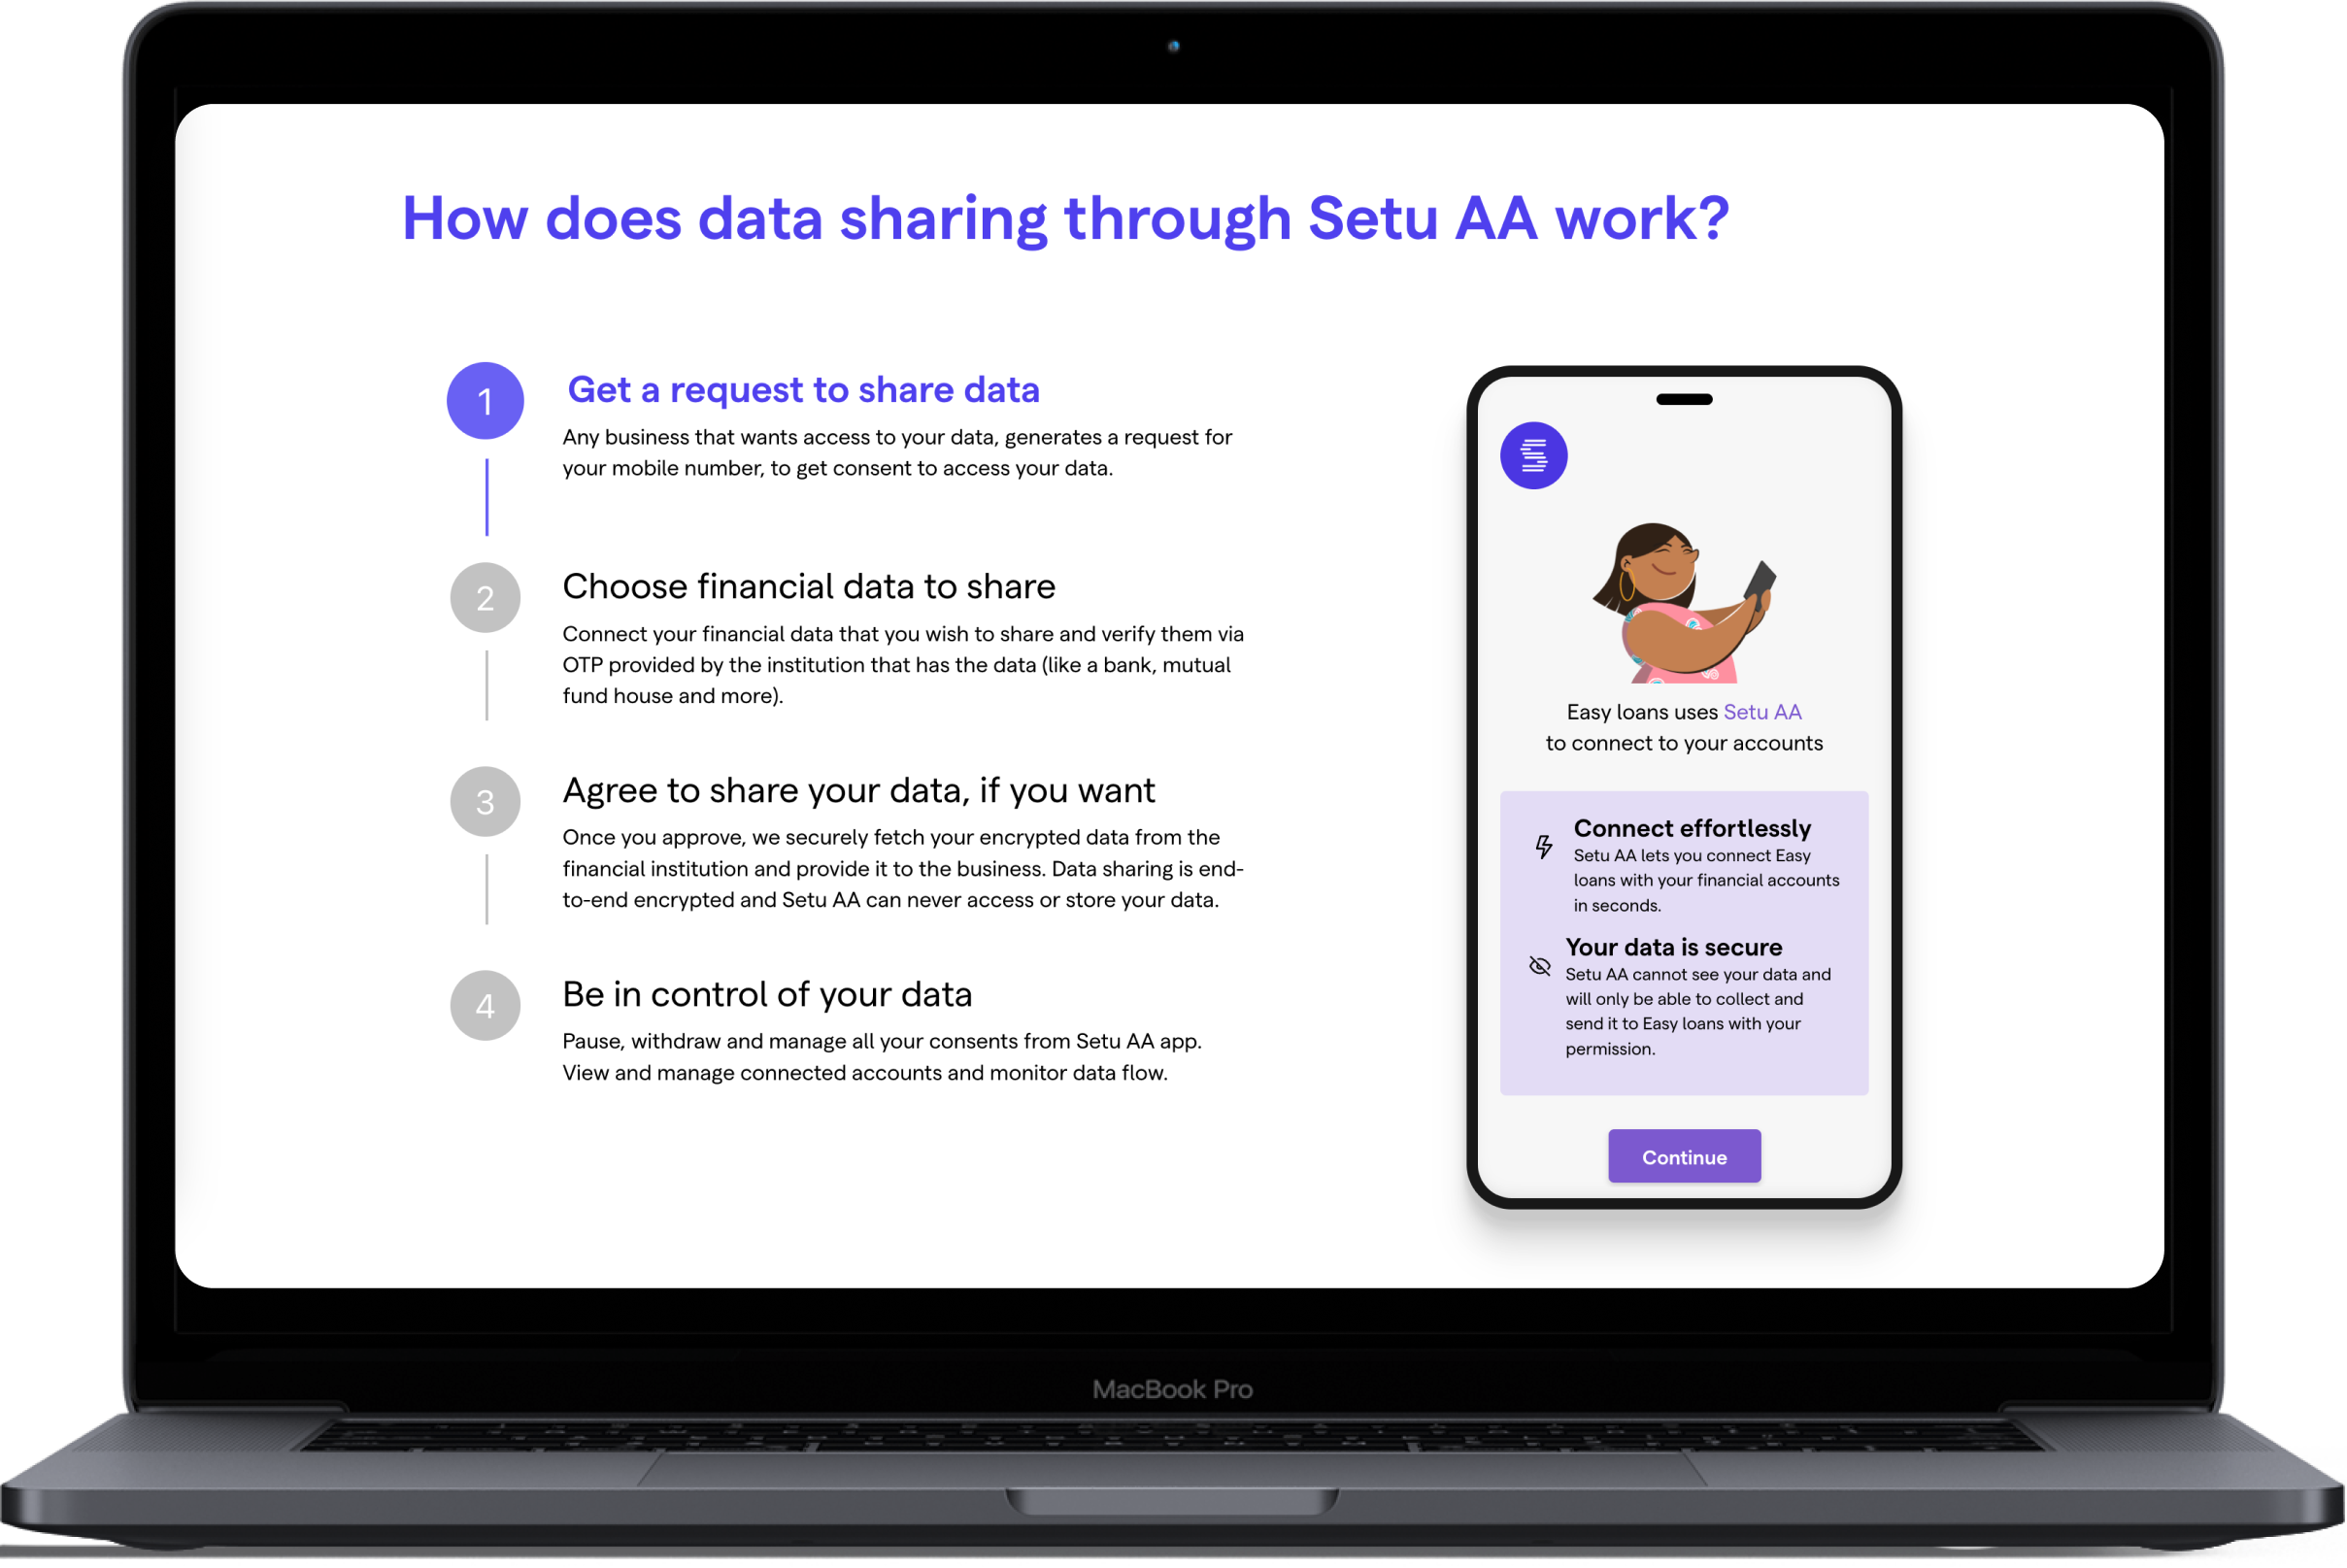 How does data sharing through Setu AA work?
1
Get a request to share data
Any business that wants access to your data, generates a request for
your mobile number, to get consent to access your data.
2
Choose financial data to share
Connect your financial data that you wish to share and verify them via
OTP provided by the institution that has the data (like a bank, mutual
fund house and more).
3
Agree to share your data, if you want
Once you approve, we securely fetch your encrypted data from the
financial institution and provide it to the business. Data sharing is end-
to-end encrypted and Setu AA can never access or store your data.
4
Be in control of your data
Pause, withdraw and manage all your consents from Setu AA app.
View and manage connected accounts and monitor data flow.
Easy loans uses Setu AA
to connect to your accounts
Connect effortlessly
Setu AA lets you connect Easy
loans with your financial accounts
in seconds.
Your data is secure
Setu AA cannot see your data and
will only be able to collect and
send it to Easy loans with your
permission.
Continue
MacBook Pro